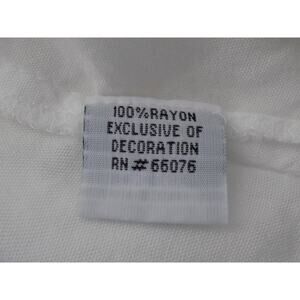 100%RAYON
EXCLUSIVE OF
DECORATION
RN#66076